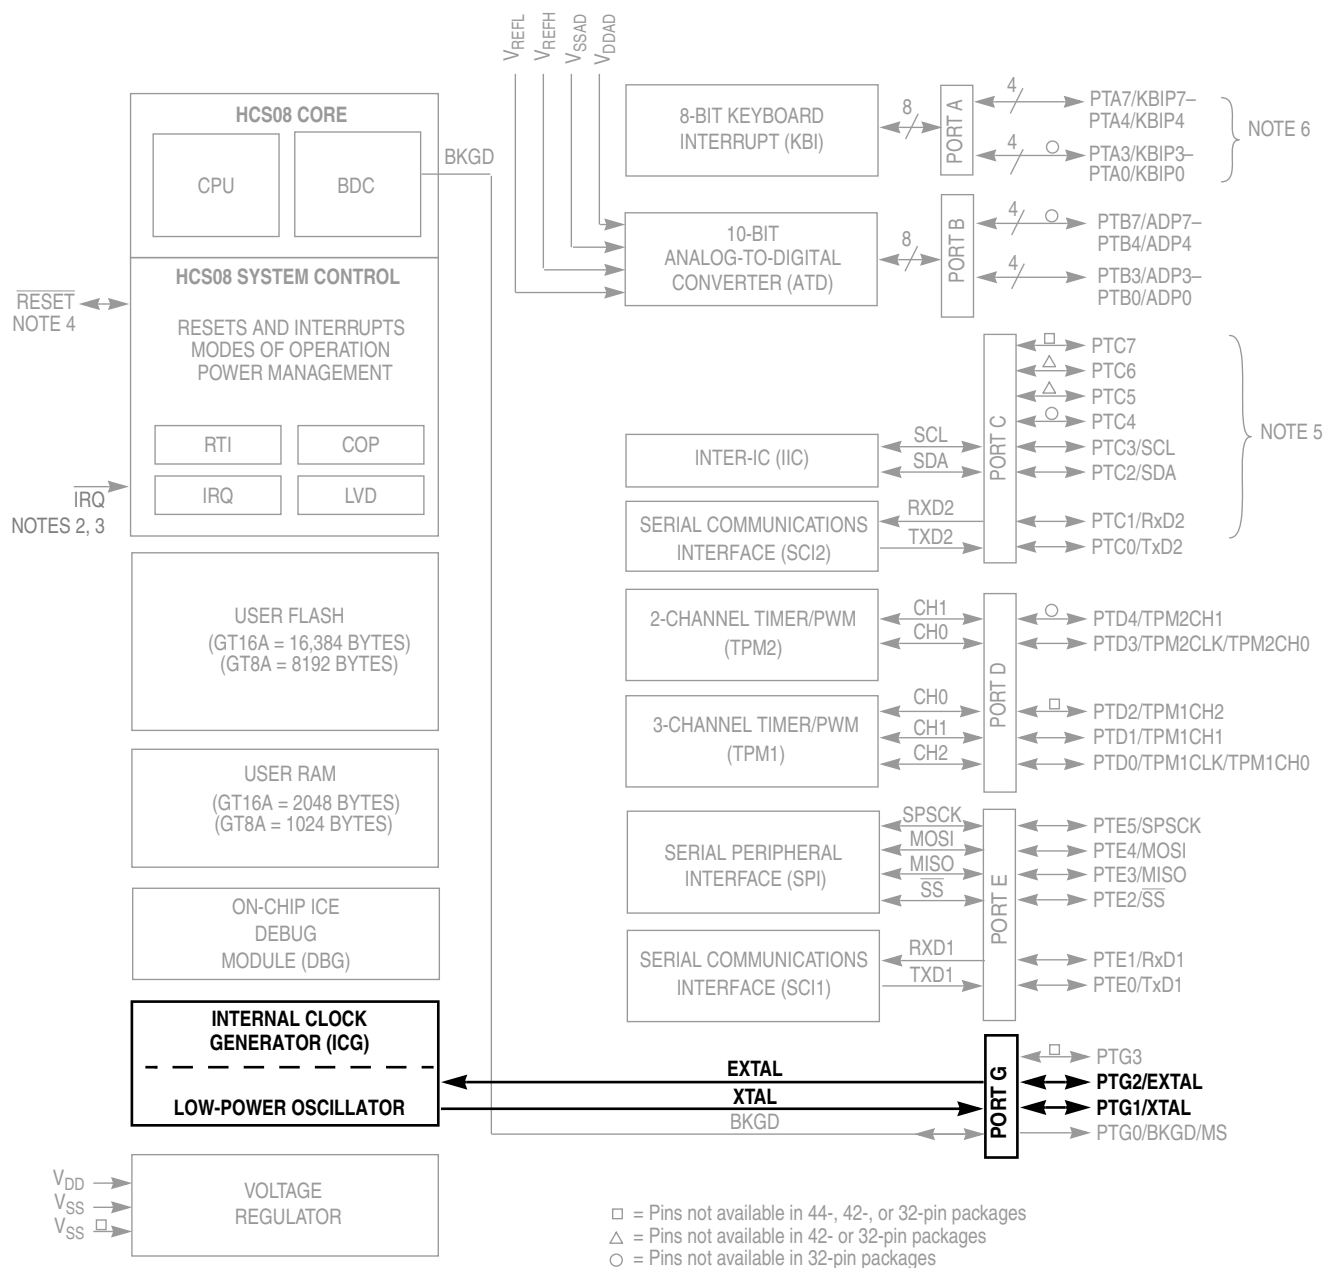 VREFL
VREFH
VSSAD
VDDAD
HCS08 CORE
CPU
BDC
BKGD
HCS08 SYSTEM CONTROL
RESET
NOTE 4
RESETS AND INTERRUPTS
MODES OF OPERATION
POWER MANAGEMENT
RTI
COP
IRQ
LVD
IRQ
NOTES 2, 3
USER FLASH
(GT16A = 16,384 BYTES)
(GT8A = 8192 BYTES)
USER RAM
(GT16A = 2048 BYTES)
(GT8A = 1024 BYTES)
ON-CHIP ICE
DEBUG
MODULE (DBG)
INTERNAL CLOCK
GENERATOR (ICG)
LOW-POWER OSCILLATOR
VDD
VSS
VSS
VOLTAGE
REGULATOR
8-BIT KEYBOARD
INTERRUPT (KBI)
8
PORT A
4
PTA7/KBIP7–
PTA4/KBIP4
4
PTA3/KBIP3–
PTA0/KBIP0
NOTE 6
10-BIT
ANALOG-TO-DIGITAL
CONVERTER (ATD)
8
PORT B
4
PTB7/ADP7–
PTB4/ADP4
4
PTB3/ADP3–
PTB0/ADP0
INTER-IC (IIC)
SCL
SDA
SERIAL COMMUNICATIONS
INTERFACE (SCI2)
RXD2
TXD2
PORT C
PTC7
PTC6
PTC5
PTC4
PTC3/SCL
PTC2/SDA
PTC1/RxD2
PTC0/TxD2
NOTE 5
2-CHANNEL TIMER/PWM
(TPM2)
CH1
CH0
3-CHANNEL TIMER/PWM
(TPM1)
CH0
CH1
CH2
PORT D
PTD4/TPM2CH1
PTD3/TPM2CLK/TPM2CH0
PTD2/TPM1CH2
PTD1/TPM1CH1
PTD0/TPM1CLK/TPM1CH0
SERIAL PERIPHERAL
INTERFACE (SPI)
SPSCK
MOSI
MISO
SS
SERIAL COMMUNICATIONS
INTERFACE (SCI1)
RXD1
TXD1
PORT E
PTE5/SPSCK
PTE4/MOSI
PTE3/MISO
PTE2/SS
PTE1/RxD1
PTE0/TxD1
EXTAL
XTAL
BKGD
PORT G
PTG3
PTG2/EXTAL
PTG1/XTAL
PTG0/BKGD/MS
□ = Pins not available in 44-, 42-, or 32-pin packages
△ = Pins not available in 42- or 32-pin packages
○ = Pins not available in 32-pin packages